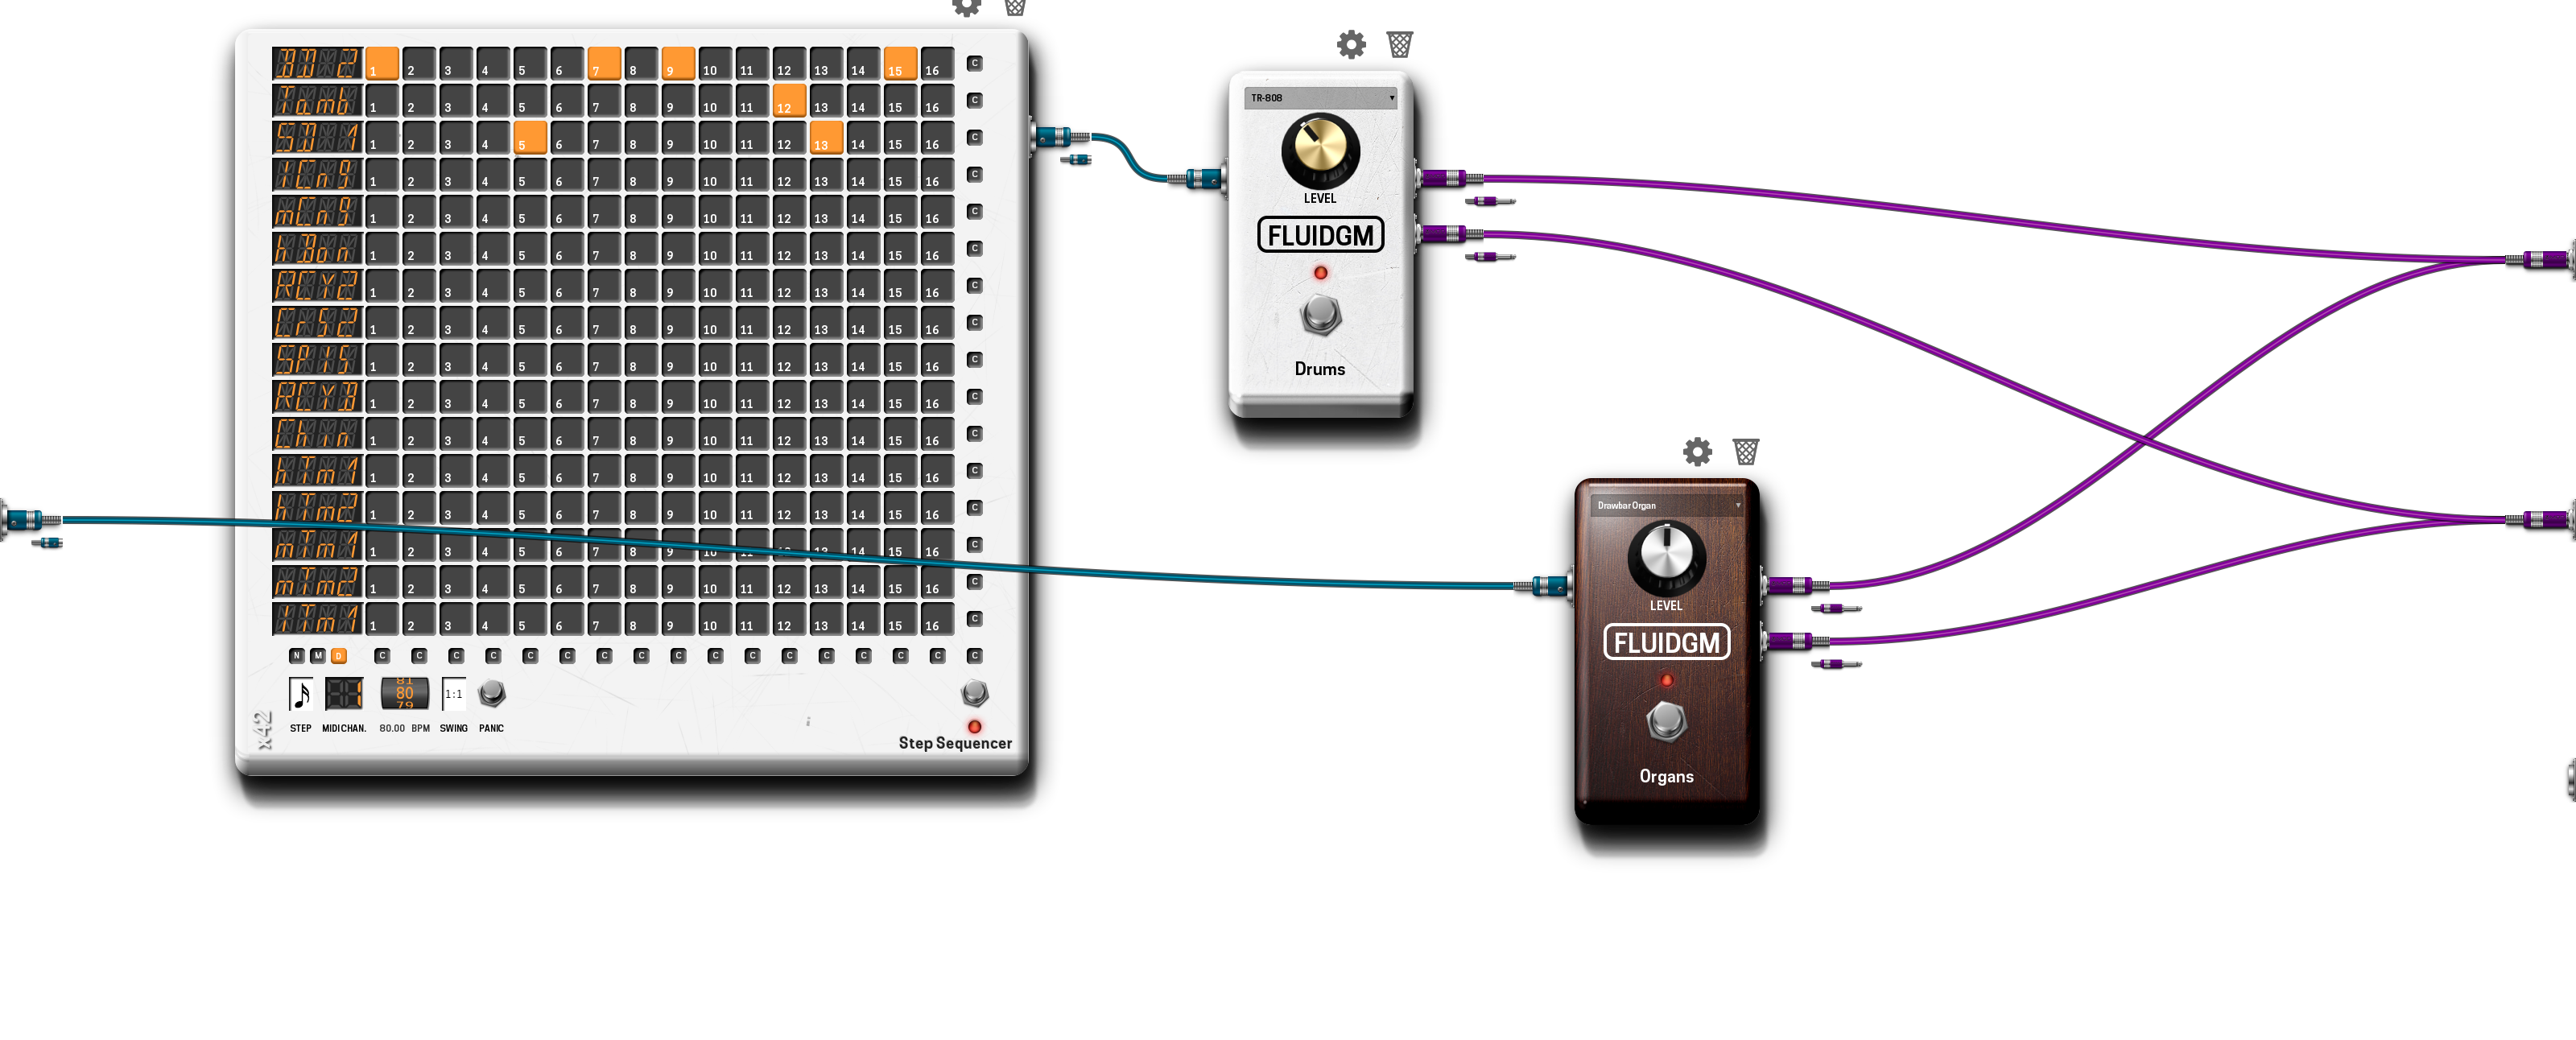 BD 2 1 2 3 4 5 6 7 8 9 10 11 12 13 14 15 16 C
Tamb 1 2 3 4 5 6 7 8 9 10 11 12 13 14 15 16 C
SD 1 1 2 3 4 5 6 7 8 9 10 11 12 13 14 15 16 C
lCng 1 2 3 4 5 6 7 8 9 10 11 12 13 14 15 16 C
mCng 1 2 3 4 5 6 7 8 9 10 11 12 13 14 15 16 C
h Bon 1 2 3 4 5 6 7 8 9 10 11 12 13 14 15 16 C
RCY2 1 2 3 4 5 6 7 8 9 10 11 12 13 14 15 16 C
CrS2 1 2 3 4 5 6 7 8 9 10 11 12 13 14 15 16 C
SPlS 1 2 3 4 5 6 7 8 9 10 11 12 13 14 15 16 C
RCYB 1 2 3 4 5 6 7 8 9 10 11 12 13 14 15 16 C
Chin 1 2 3 4 5 6 7 8 9 10 11 12 13 14 15 16 C
hTm1 1 2 3 4 5 6 7 8 9 10 11 12 13 14 15 16 C
hTm2 1 2 3 4 5 6 7 8 9 10 11 12 13 14 15 16 C
mTm1 1 2 3 4 5 6 7 8 9 10 11 12 13 14 15 16 C
mTm2 1 2 3 4 5 6 7 8 9 10 11 12 13 14 15 16 C
lTm1 1 2 3 4 5 6 7 8 9 10 11 12 13 14 15 16 C
N M D C C C C C C C C C C C C C C C C C
81
1 80 1:1
79
STEP MIDI CHAN. 80.00 BPM SWING PANIC
x42
Step Sequencer
TR-808
LEVEL
FLUIDGM
Drums
Drawbar Organ
LEVEL
FLUIDGM
Organs